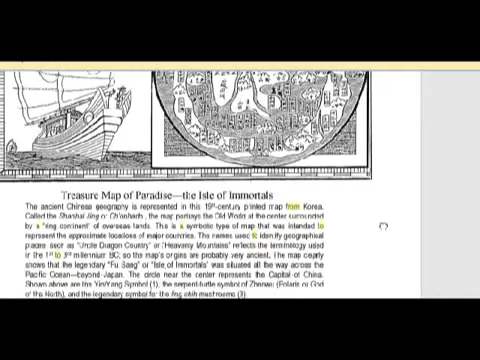 Treasure Map of Paradise—the Isle of Immortals
The ancient Chinese geography is represented in this 19th-century printed map from Korea.
Called the Shanhai Jing or Ch'onhado, the map portrays the Old World at the center surrounded
by a "ring continent" of overseas lands. This is a symbolic type of map that was intended to
represent the approximate locations of major countries. The names used to identify geographical
places such as "Uncle Dragon Country" or "Heavenly Mountains" reflects the terminology used
in the 1st to 3rd millennium BC, so the map's origins are probably very ancient. The map clearly
shows that the legendary "Fu Sang" or "Isle of Immortals" was situated all the way across the
Pacific Ocean—beyond Japan. The circle near the center represents the Capital of China.
Shown above are the Yin/Yang Symbol (1), the serpent-turtle symbol of Zhenwu (Polaris or God
of the North), and the legendary symbol for the ling chih mushrooms (3)